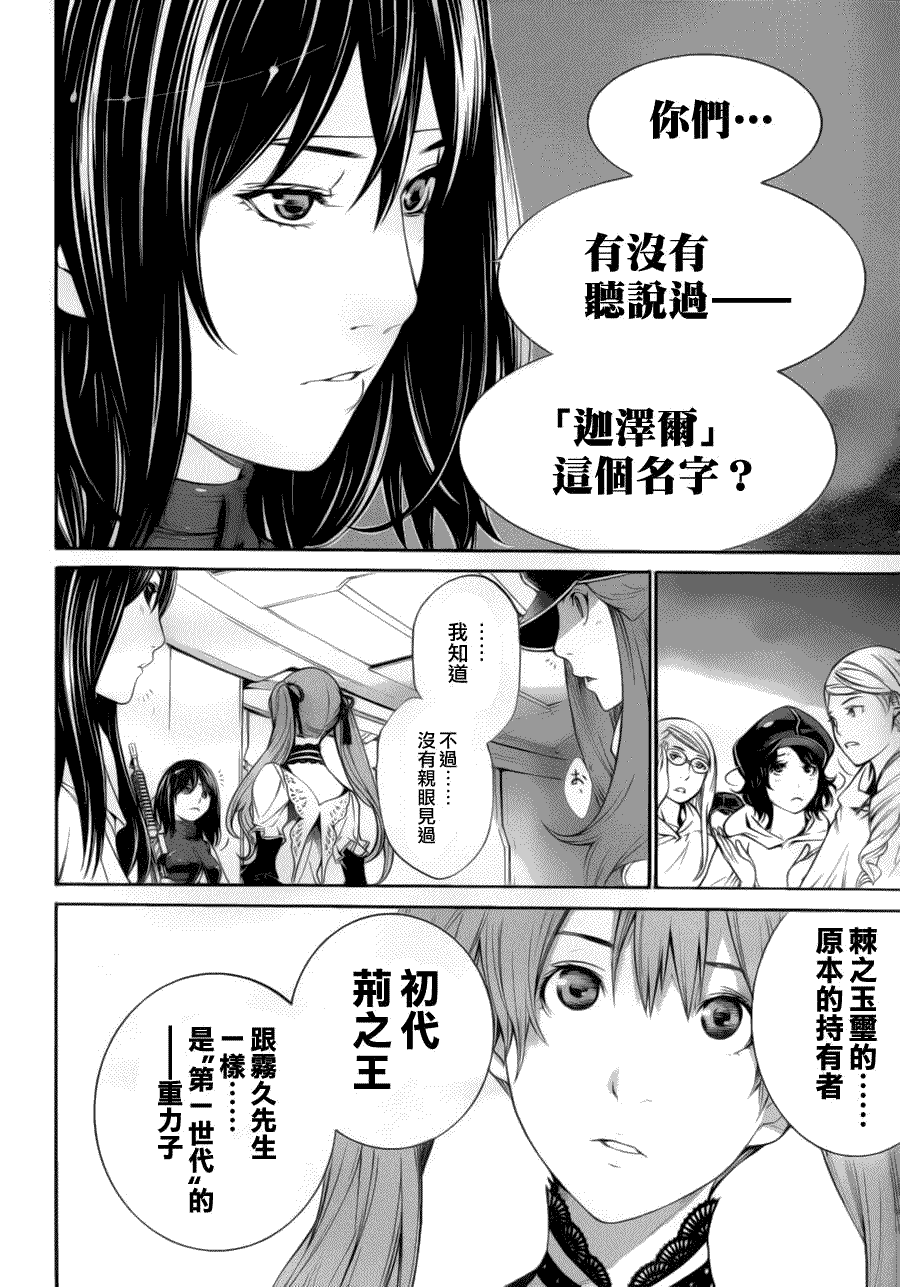 你們⋯
有沒有
聽說過——
「迦澤爾」
這個名字？
お
……
我知道
不過……
沒有親眼見過
棘之玉璽的……
原本的持有者
初代
荊之王
跟霧久先生
一樣……
是〝第一世代〞的
——重力子